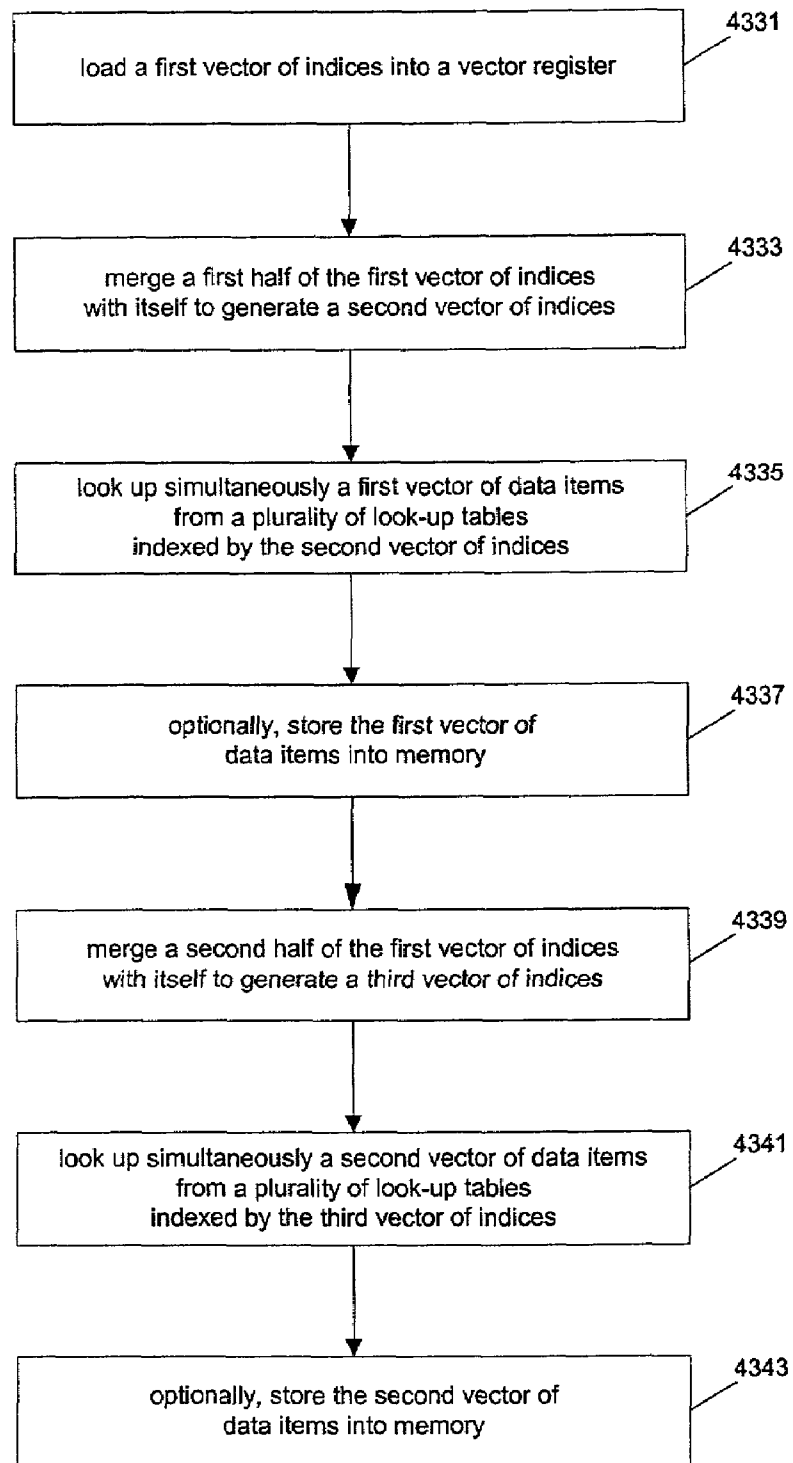 4331
load a first vector of indices into a vector register
4333
merge a first half of the first vector of indices
with itself to generate a second vector of indices
4335
look up simultaneously a first vector of data items
from a plurality of look-up tables
indexed by the second vector of indices
4337
optionally, store the first vector of
data items into memory
4339
merge a second half of the first vector of indices
with itself to generate a third vector of indices
4341
look up simultaneously a second vector of data items
from a plurality of look-up tables
indexed by the third vector of indices
4343
optionally, store the second vector of
data items into memory